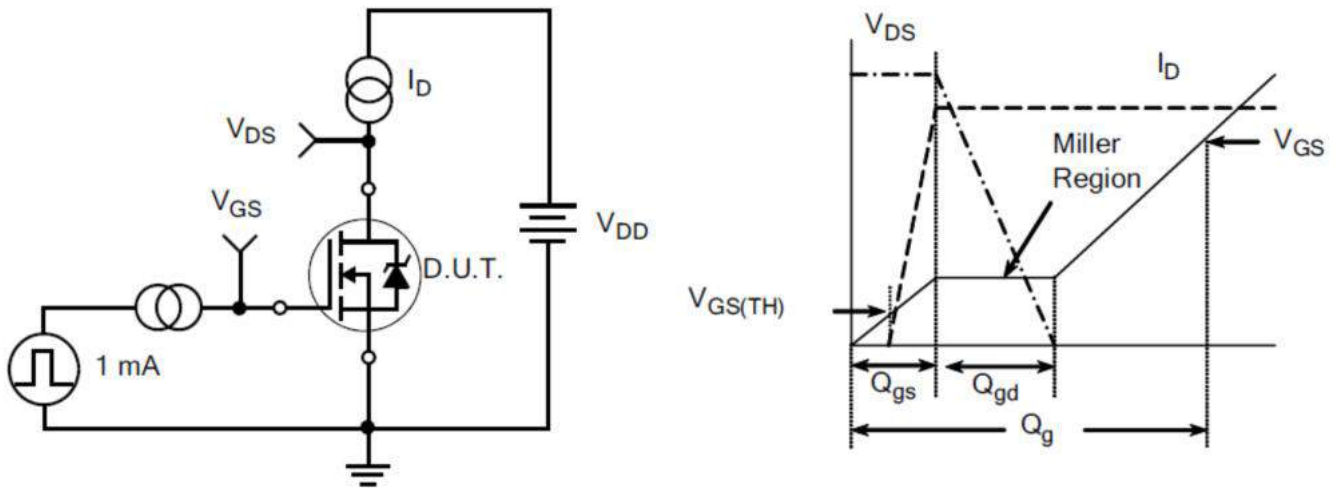 I_D
V_DS
V_GS
V_DD
D.U.T.
1 mA
V_DS
I_D
Miller
Region
V_GS
V_GS(TH)
Q_gs
Q_gd
Q_g